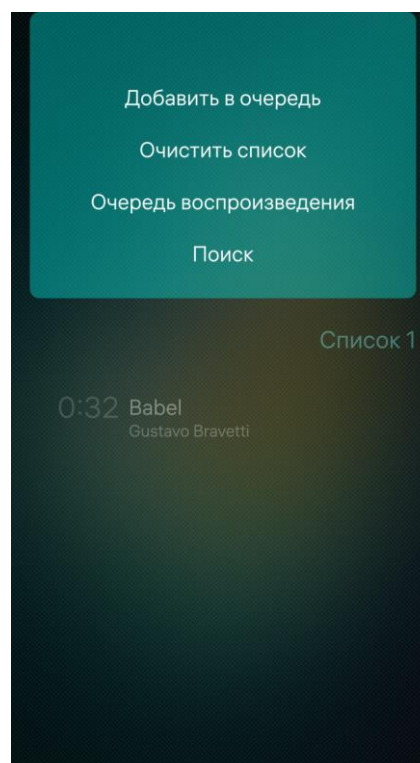 Добавить в очередь
Очистить список
Очередь воспроизведения
Поиск
Список 1
0:32 Babel
Gustavo Bravetti